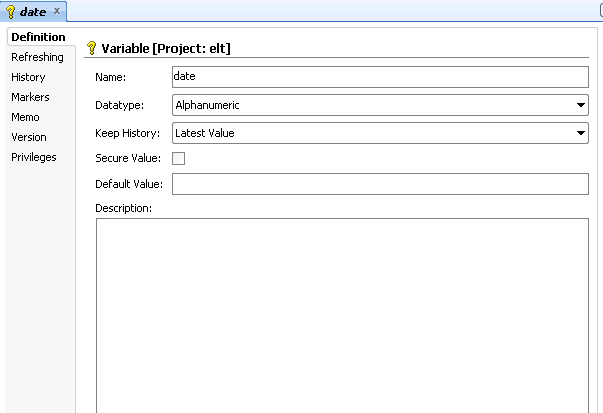 date x
Definition
Refreshing
History
Markers
Memo
Version
Privileges
Variable [Project: elt]
Name: date
Datatype: Alphanumeric
Keep History: Latest Value
Secure Value:
Default Value:
Description: